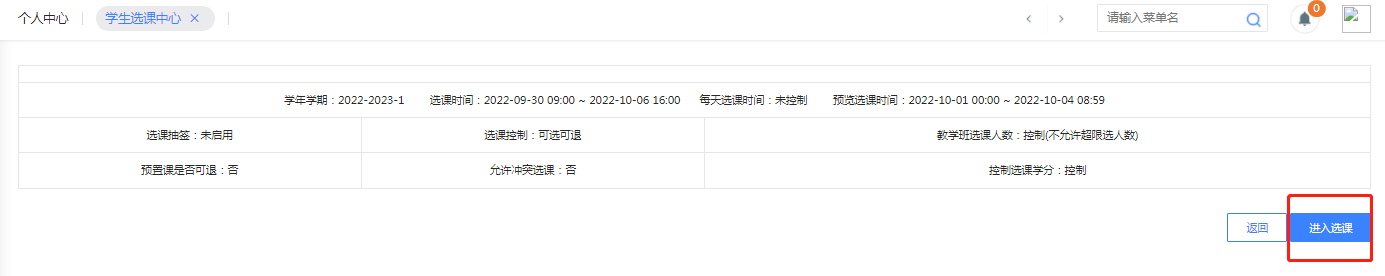 个人中心 学生选课中心 × 请输入菜单名 0
学年学期：2022-2023-1 选课时间：2022-09-30 09:00 ~ 2022-10-06 16:00 每天选课时间：未控制 预览选课时间：2022-10-01 00:00 ~ 2022-10-04 08:59
选课抽签：未启用 选课控制：可选可退 教学班选课人数：控制(不允许超限选人数)
预置课是否可退：否 允许冲突选课：否 控制选课学分：控制
返回 进入选课